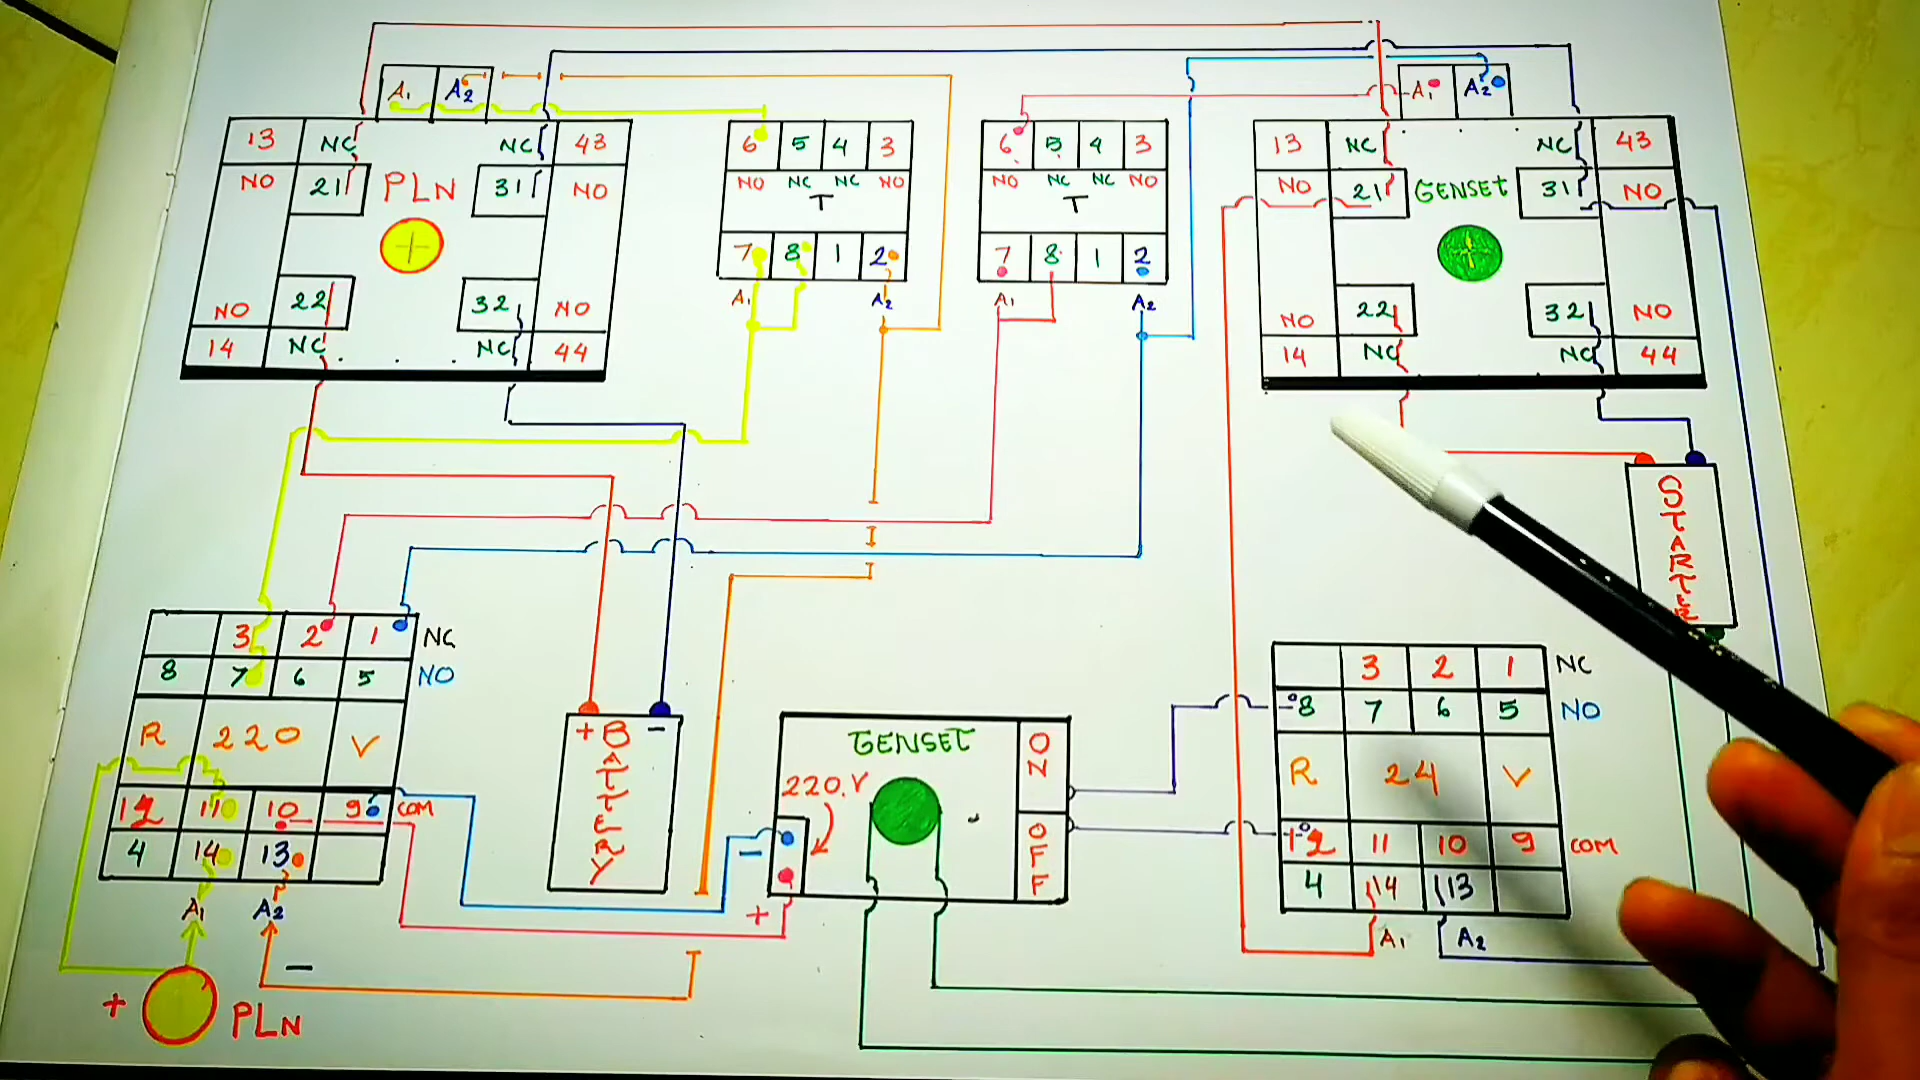 A1 A2
13 NC NC 43
NO 21 PLN 31 NO
NO 22 32 NO
14 NC NC 44
6 5 4 3
NO NC NC NO
T
7 8 1 2
A1 A2
6 5 4 3
NO NC NC NO
T
7 8 1 2
A1 A2
A1 A2
13 NC NC 43
NO 21 GENSET 31 NO
NO 22 32 NO
14 NC NC 44
STARTER
3 2 1 NC
8 7 6 5 NO
R 220 V
12 11 10 9 COM
4 14 13
A1 A2
-
+ PLN
+ -
BATTERY
GENSET
220.V
ON
OFF
-
+
3 2 1 NC
8 7 6 5 NO
R 24 V
12 11 10 9 COM
4 14 13
A1 A2